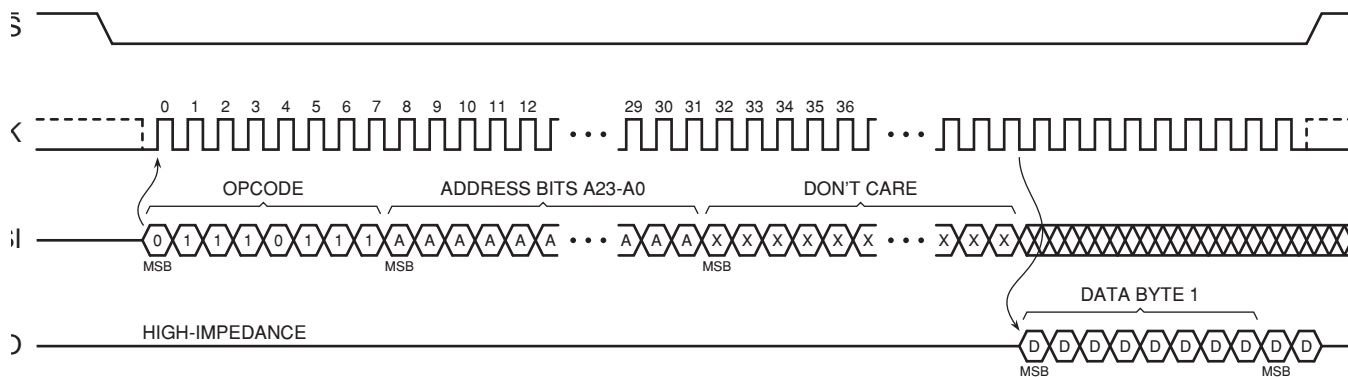 0 1 2 3 4 5 6 7 8 9 10 11 12 29 30 31 32 33 34 35 36
OPCODE ADDRESS BITS A23-A0 DON'T CARE
0 1 1 1 0 1 1 1 A A A A A A A A A X X X X X X X X X
MSB MSB MSB
DATA BYTE 1
HIGH-IMPEDANCE
D D D D D D D D D D
MSB MSB